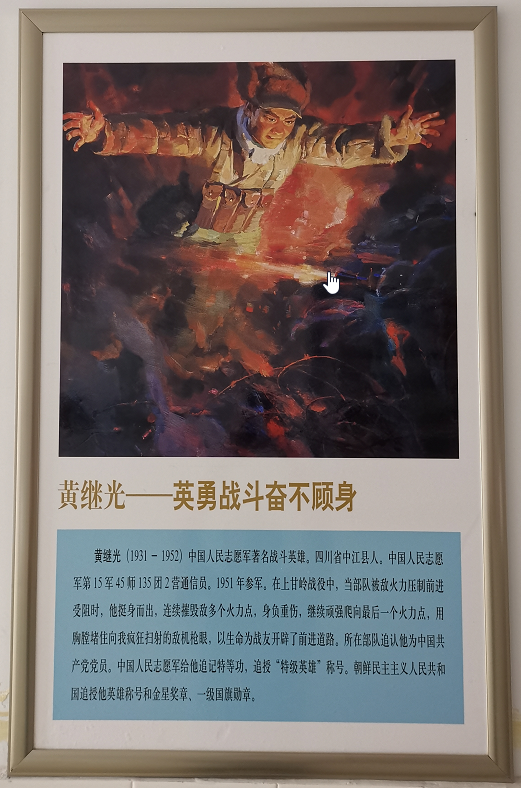 黄继光——英勇战斗奋不顾身
黄继光（1931 - 1952）中国人民志愿军著名战斗英雄。四川省中江县人。中国人民志愿
军第15军45师135团2营通信员。1951年参军。在上甘岭战役中，当部队被敌火力压制前进
受阻时，他挺身而出，连续摧毁敌多个火力点，身负重伤，继续顽强爬向最后一个火力点，用
胸膛堵住向我疯狂扫射的敌机枪眼，以生命为战友开辟了前进道路。所在部队追认他为中国共
产党党员。中国人民志愿军给他追记特等功，追授“特级英雄”称号。朝鲜民主主义人民共和
国追授他英雄称号和金星奖章、一级国旗勋章。